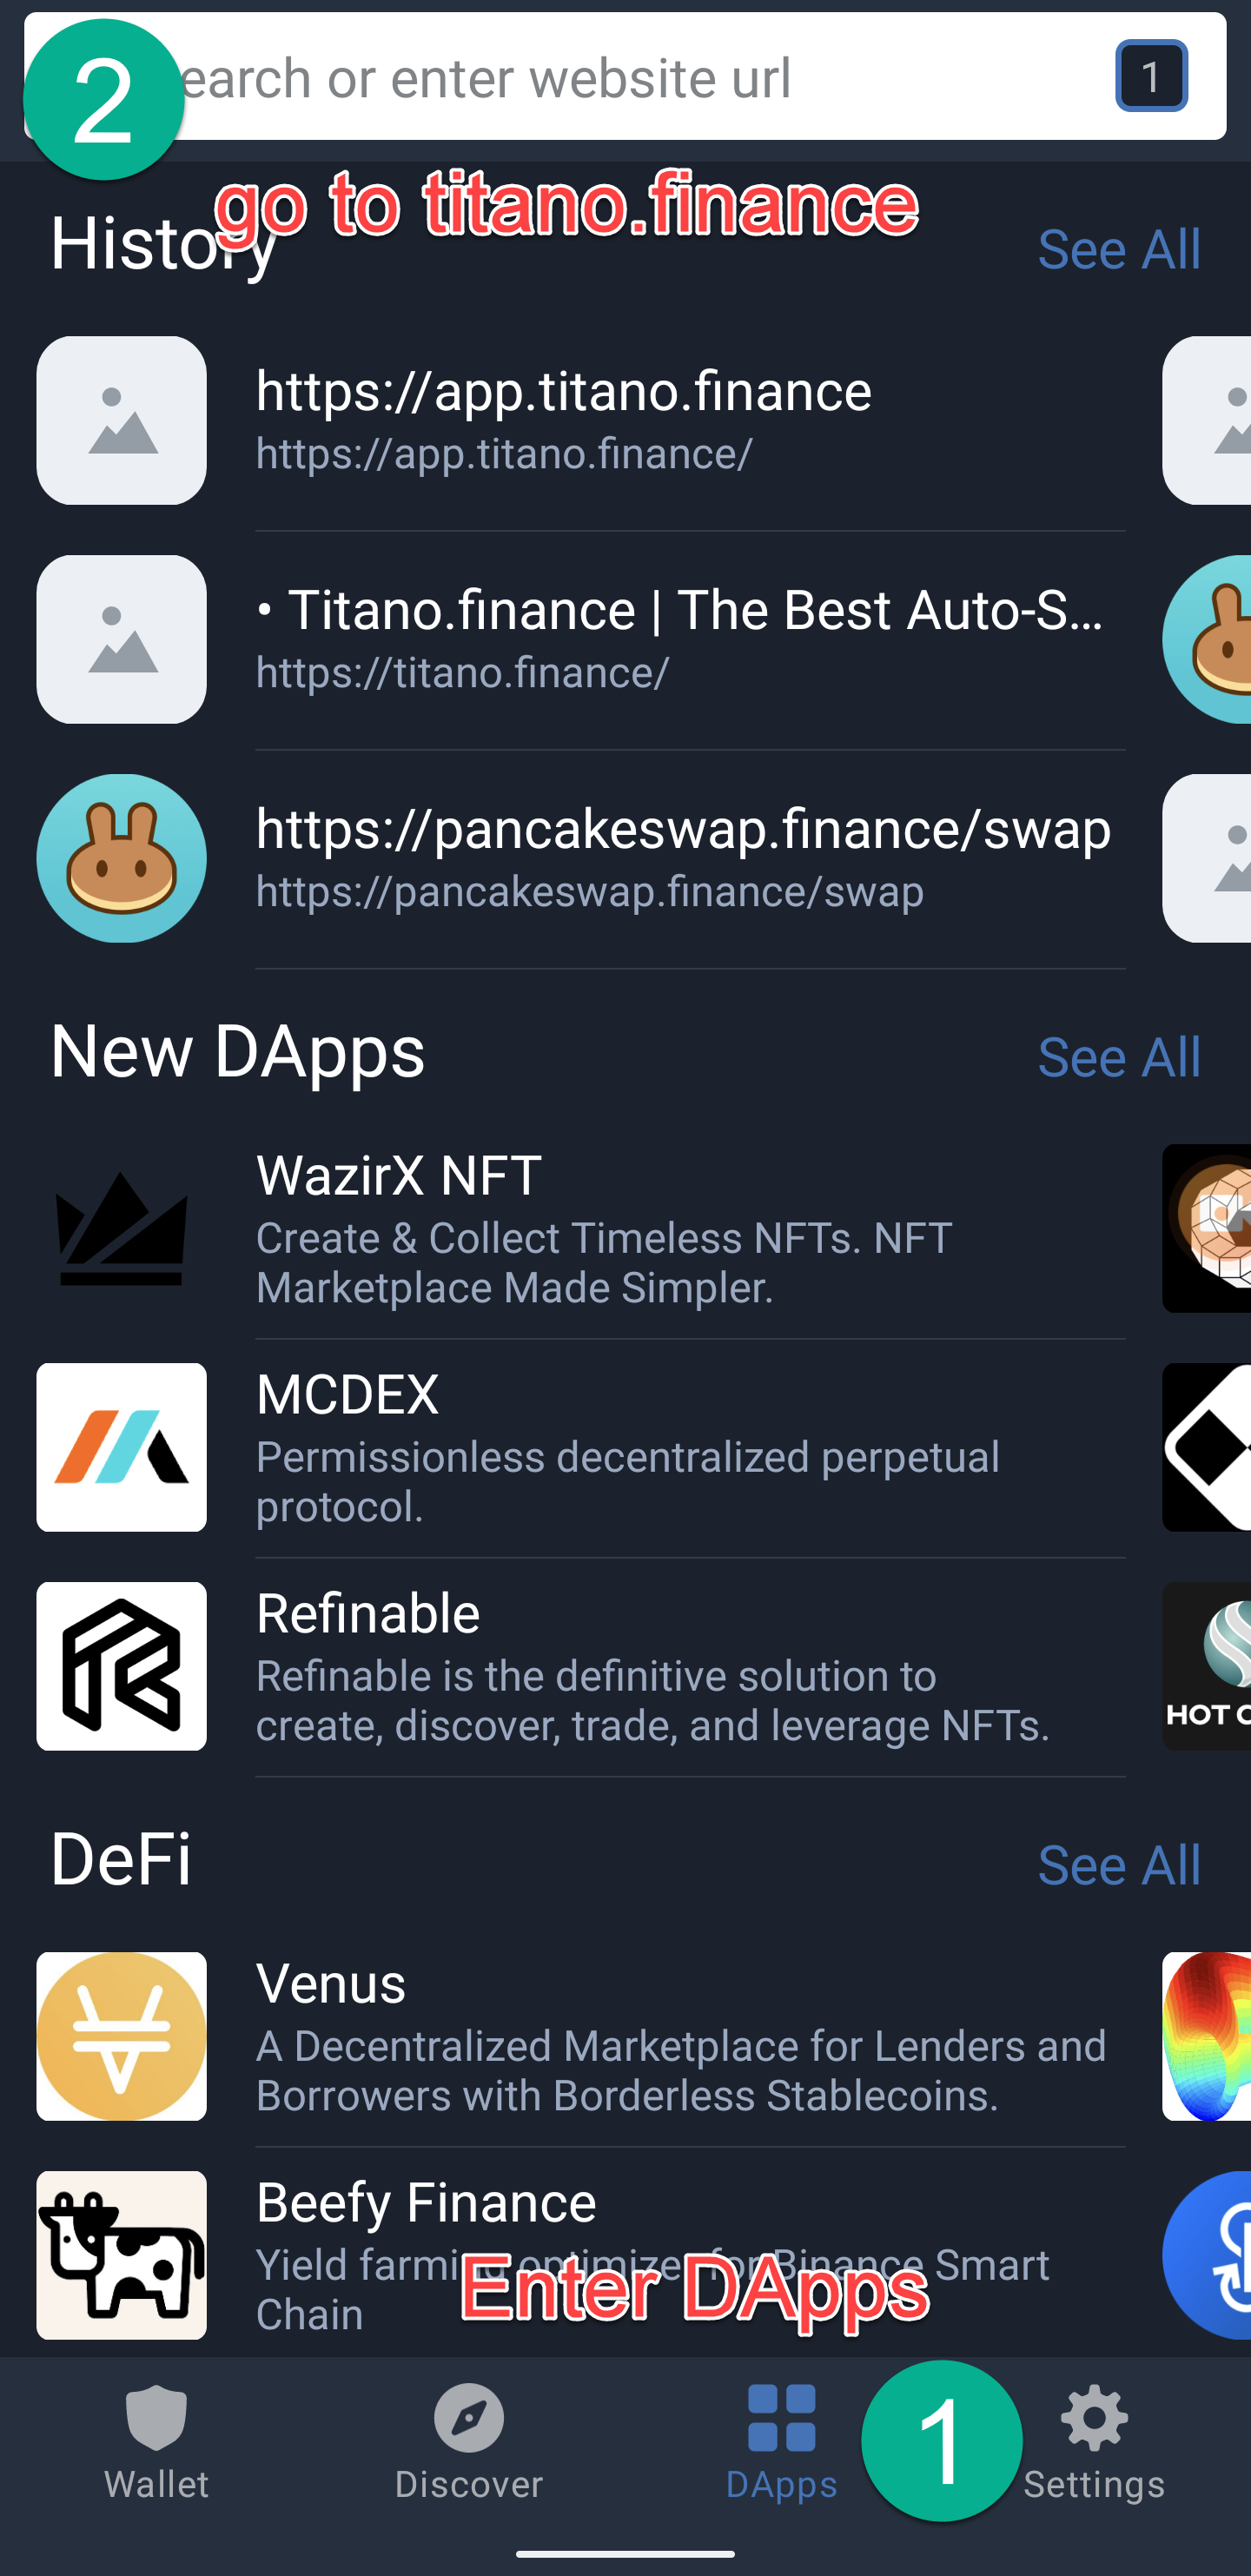 2
earch or enter website url
1
go to titano.finance
History
See All
https://app.titano.finance
https://app.titano.finance/
• Titano.finance | The Best Auto-S...
https://titano.finance/
https://pancakeswap.finance/swap
https://pancakeswap.finance/swap
New DApps
See All
WazirX NFT
Create & Collect Timeless NFTs. NFT
Marketplace Made Simpler.
MCDEX
Permissionless decentralized perpetual
protocol.
Refinable
Refinable is the definitive solution to
create, discover, trade, and leverage NFTs.
HOT
DeFi
See All
Venus
A Decentralized Marketplace for Lenders and
Borrowers with Borderless Stablecoins.
Beefy Finance
Yield farming optimizer for Binance Smart
Chain
Enter DApps
Wallet
Discover
DApps
1
Settings